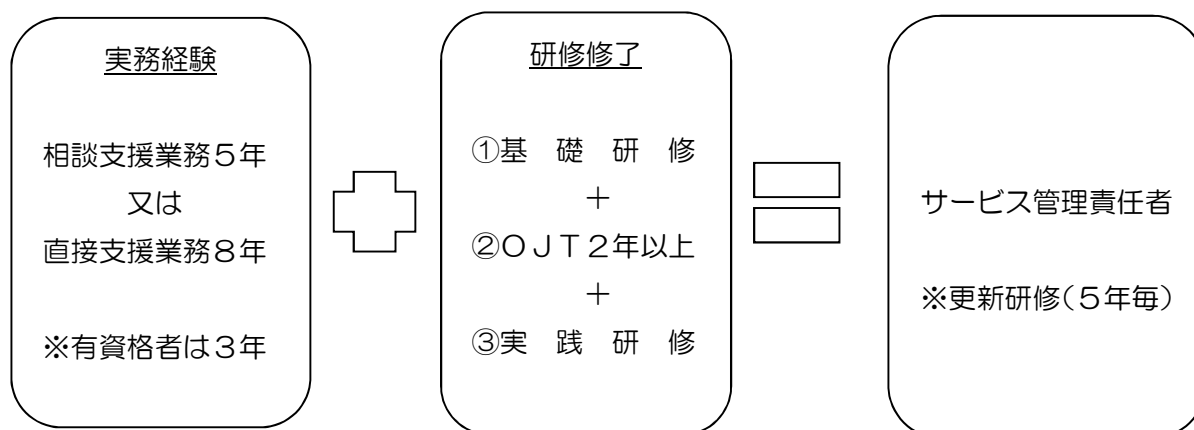 実務経験
相談支援業務５年
又は
直接支援業務８年
※有資格者は３年
研修修了
①基　礎　研　修
＋
②ＯＪＴ２年以上
＋
③実　践　研　修
サービス管理責任者
※更新研修（５年毎）